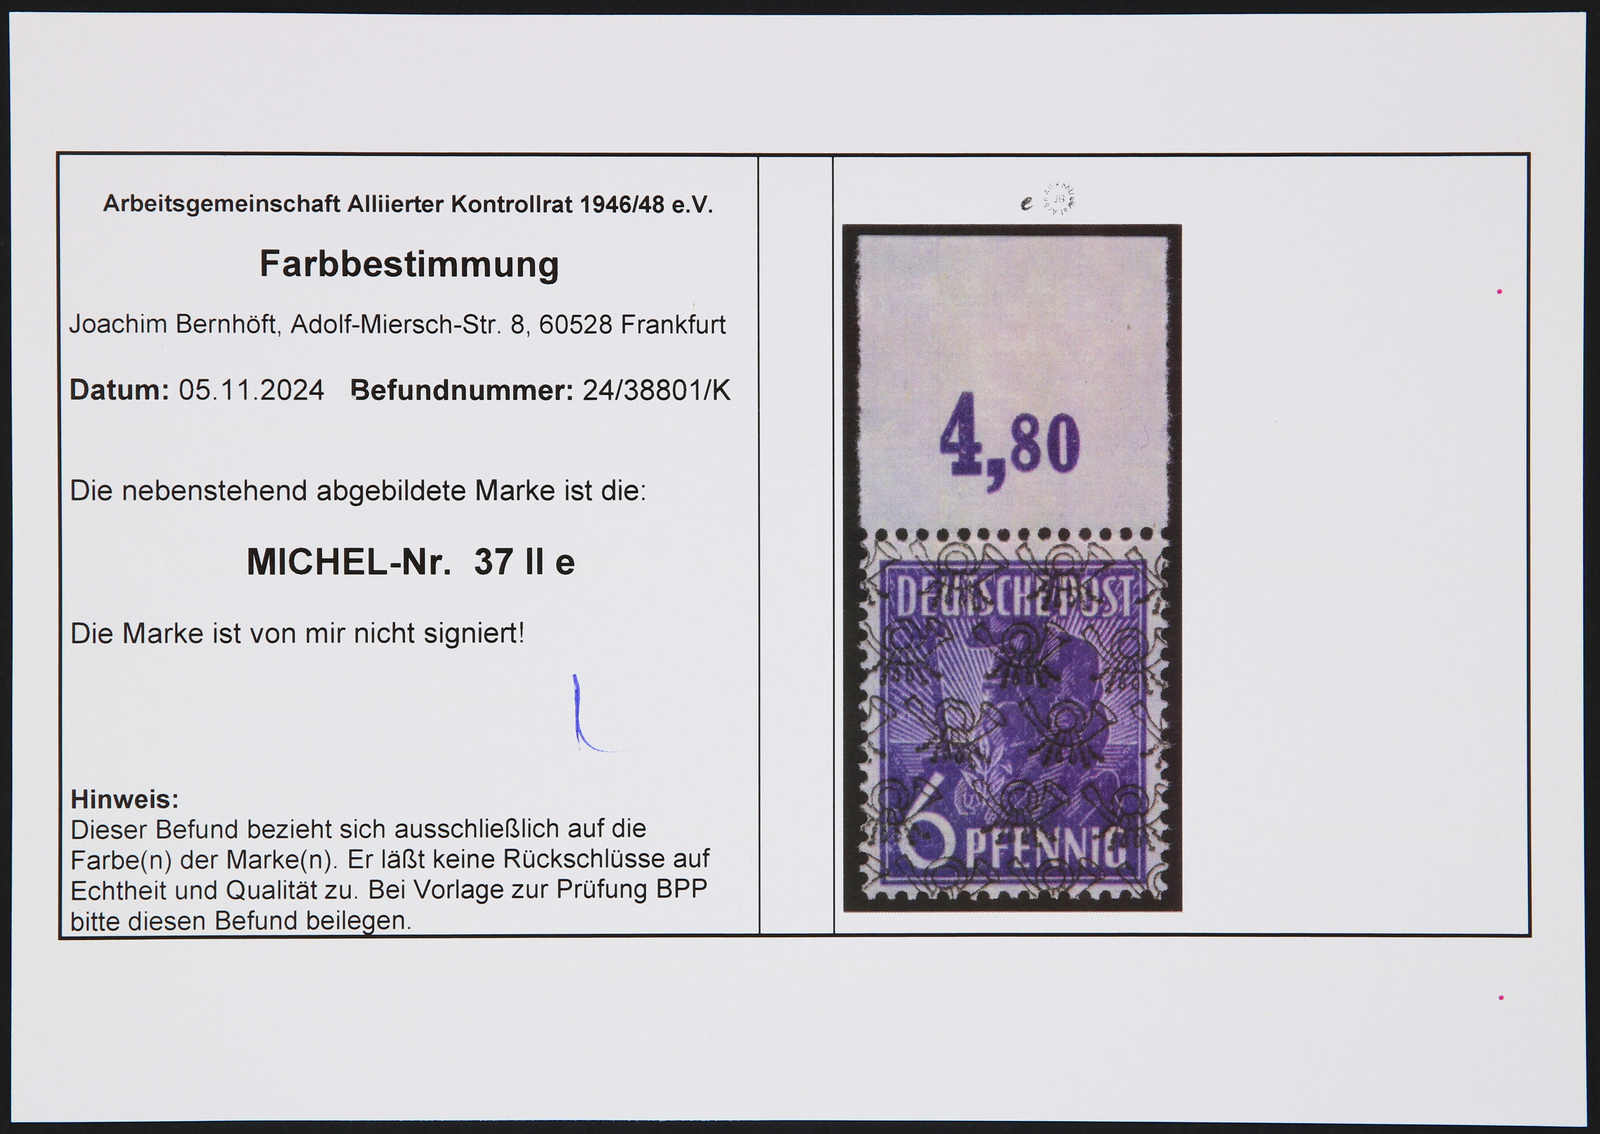 Arbeitsgemeinschaft Alliierter Kontrollrat 1946/48 e.V.
Farbbestimmung
Joachim Bernhöft, Adolf-Miersch-Str. 8, 60528 Frankfurt
Datum: 05.11.2024 Befundnummer: 24/38801/K
Die nebenstehend abgebildete Marke ist die:
MICHEL-Nr. 37 II e
Die Marke ist von mir nicht signiert!
Hinweis:
Dieser Befund bezieht sich ausschließlich auf die
Farbe(n) der Marke(n). Er läßt keine Rückschlüsse auf
Echtheit und Qualität zu. Bei Vorlage zur Prüfung BPP
bitte diesen Befund beilegen.
e
4,80
DEUTSCHE POST
6 PFENNIG